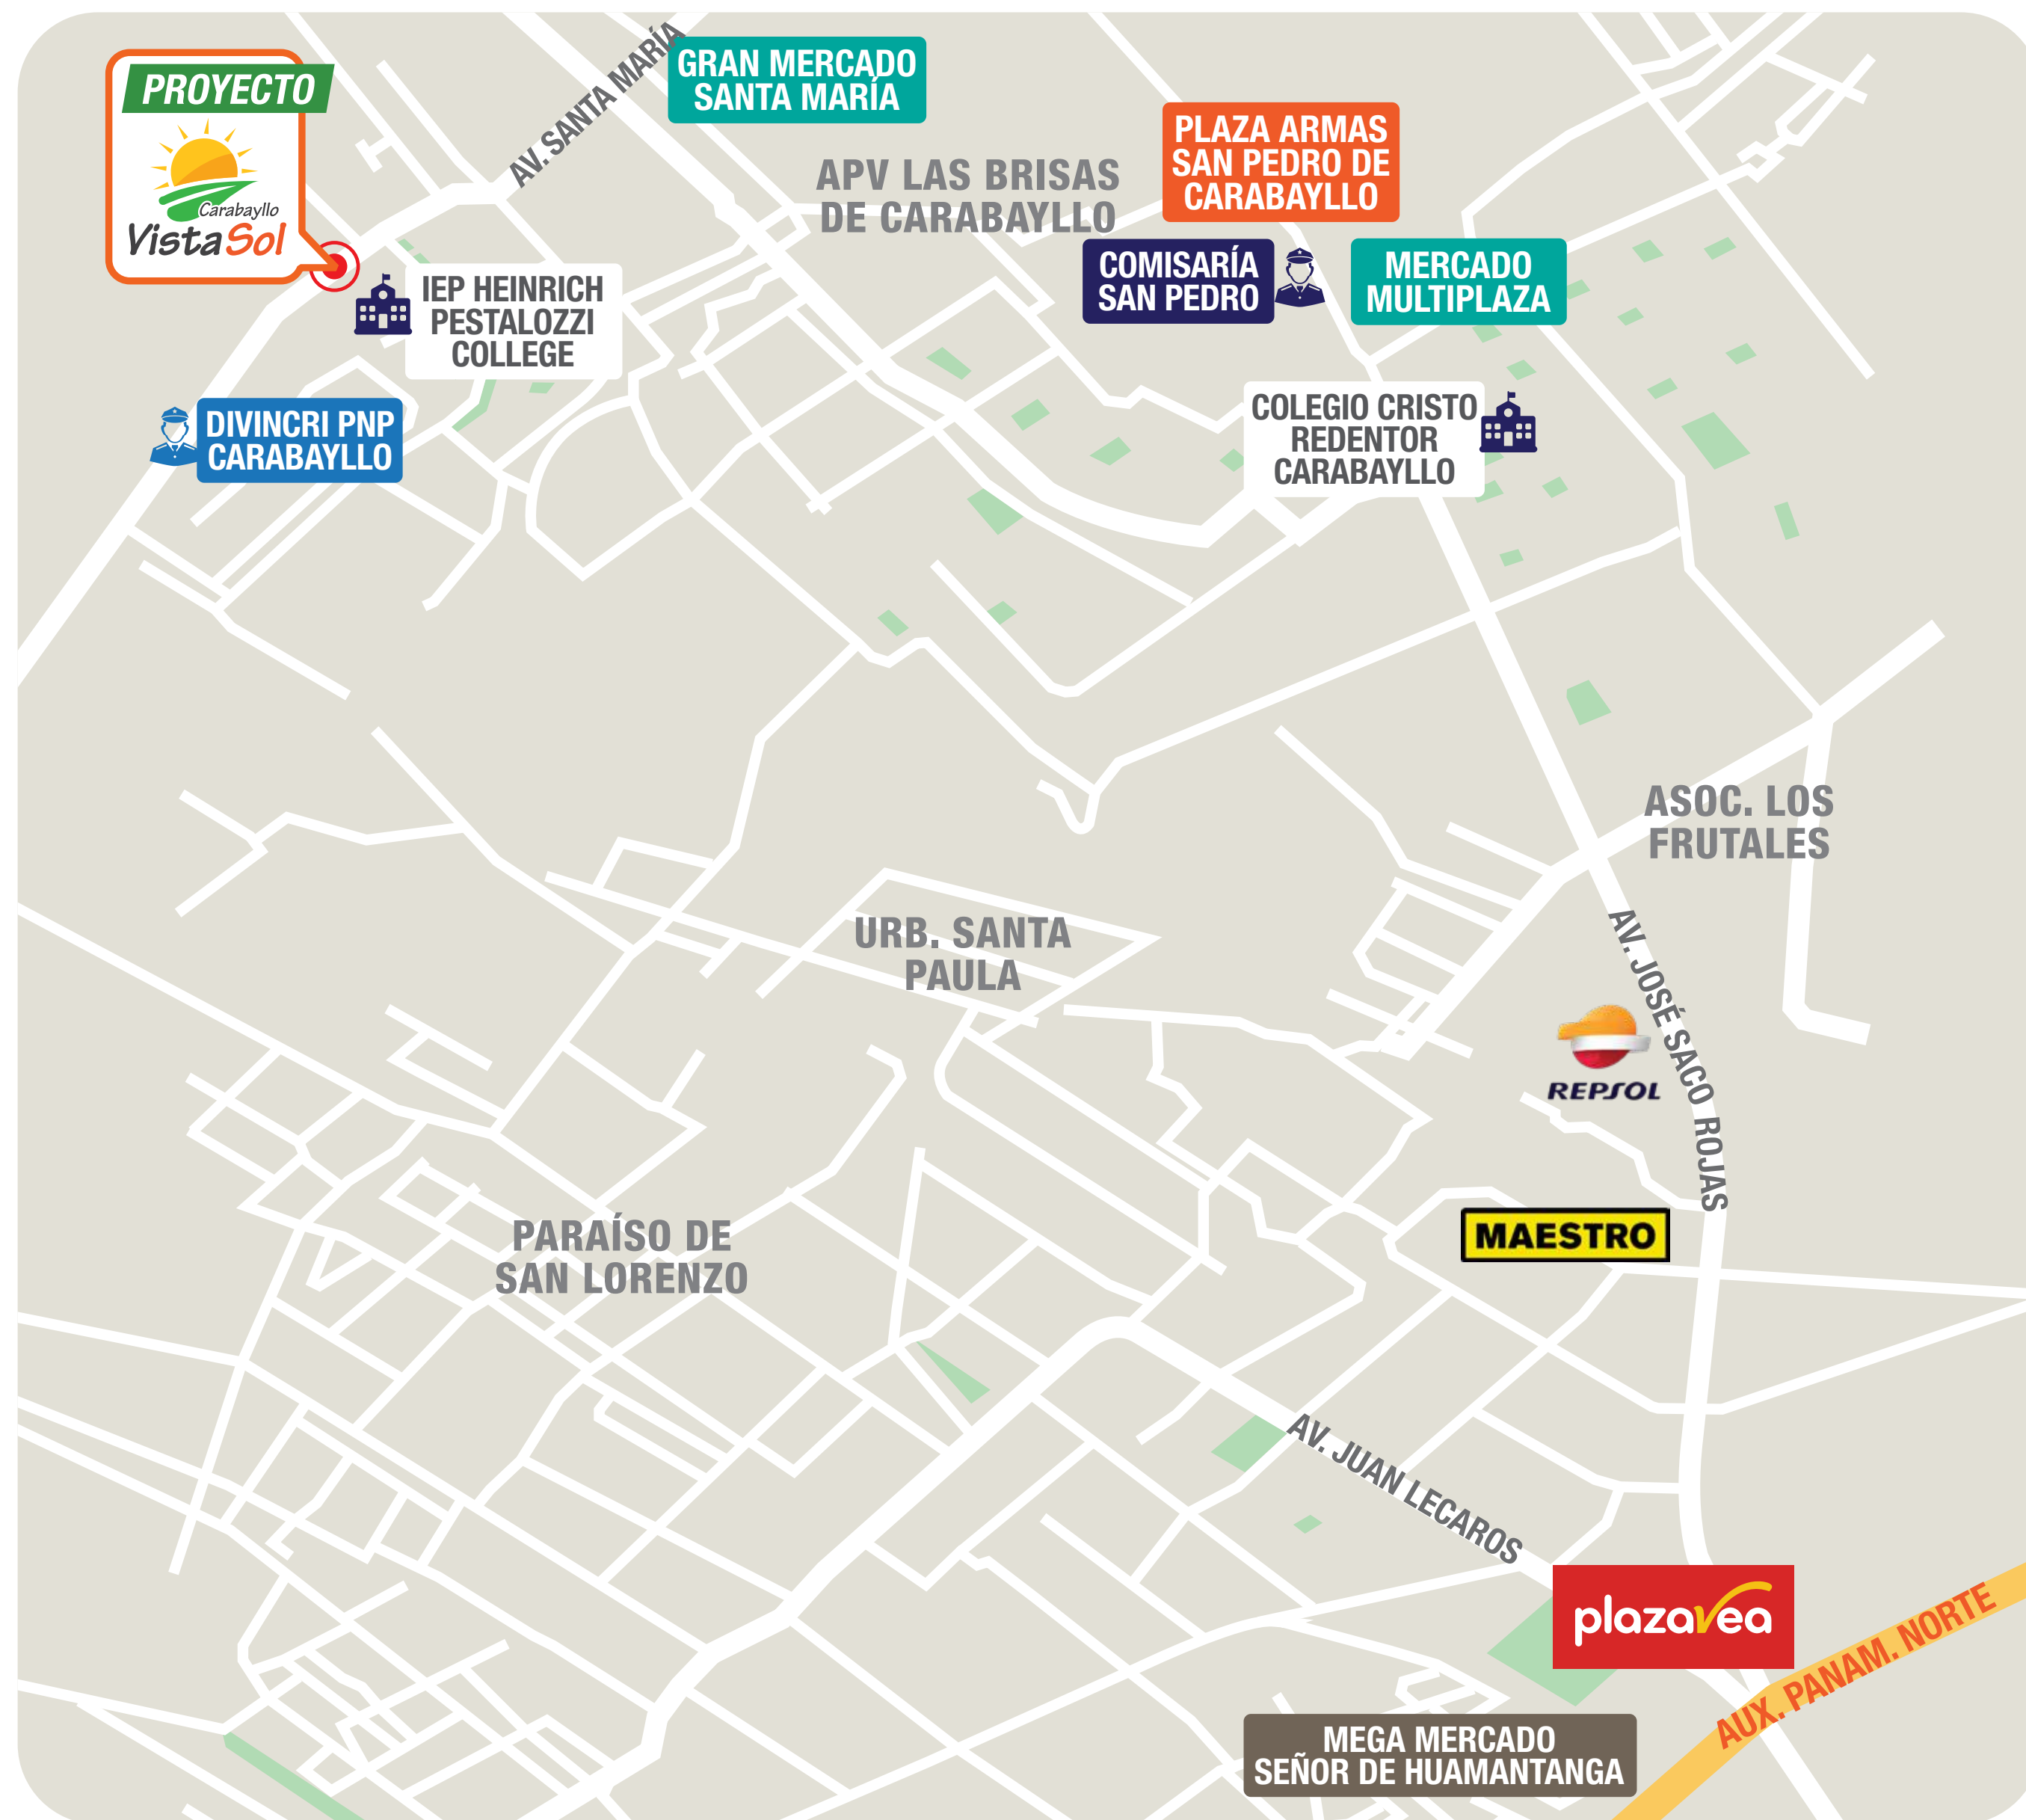 PROYECTO
Carabayllo
VistaSol
AV. SANTA MARÍA
GRAN MERCADO
SANTA MARÍA
APV LAS BRISAS
DE CARABAYLLO
PLAZA ARMAS
SAN PEDRO DE
CARABAYLLO
COMISARÍA
SAN PEDRO
MERCADO
MULTIPLAZA
IEP HEINRICH
PESTALOZZI
COLLEGE
DIVINCRI PNP
CARABAYLLO
COLEGIO CRISTO
REDENTOR
CARABAYLLO
ASOC. LOS
FRUTALES
URB. SANTA
PAULA
AV. JOSÉ SACO ROJAS
REPSOL
MAESTRO
PARAÍSO DE
SAN LORENZO
AV. JUAN LECAROS
plazavea
AUX. PANAM. NORTE
MEGA MERCADO
SEÑOR DE HUAMANTANGA